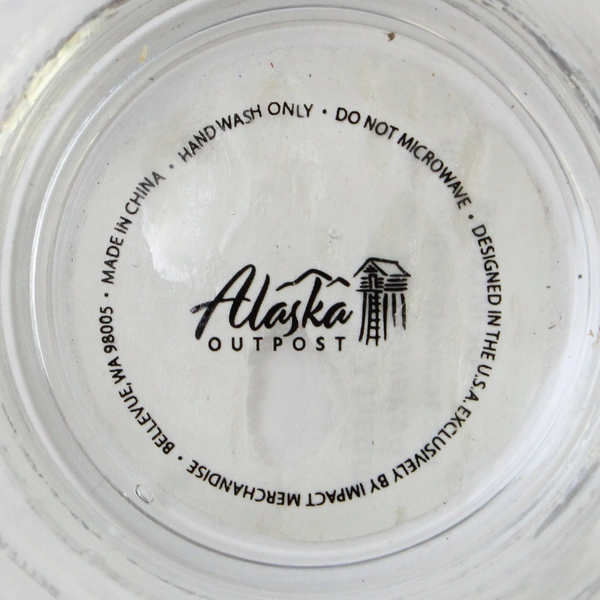 HAND WASH ONLY • DO NOT MICROWAVE • DESIGNED IN THE U.S.A. EXCLUSIVELY BY IMPACT MERCHANDISE • BELLEVUE, WA 98005 • MADE IN CHINA •
Alaska
OUTPOST